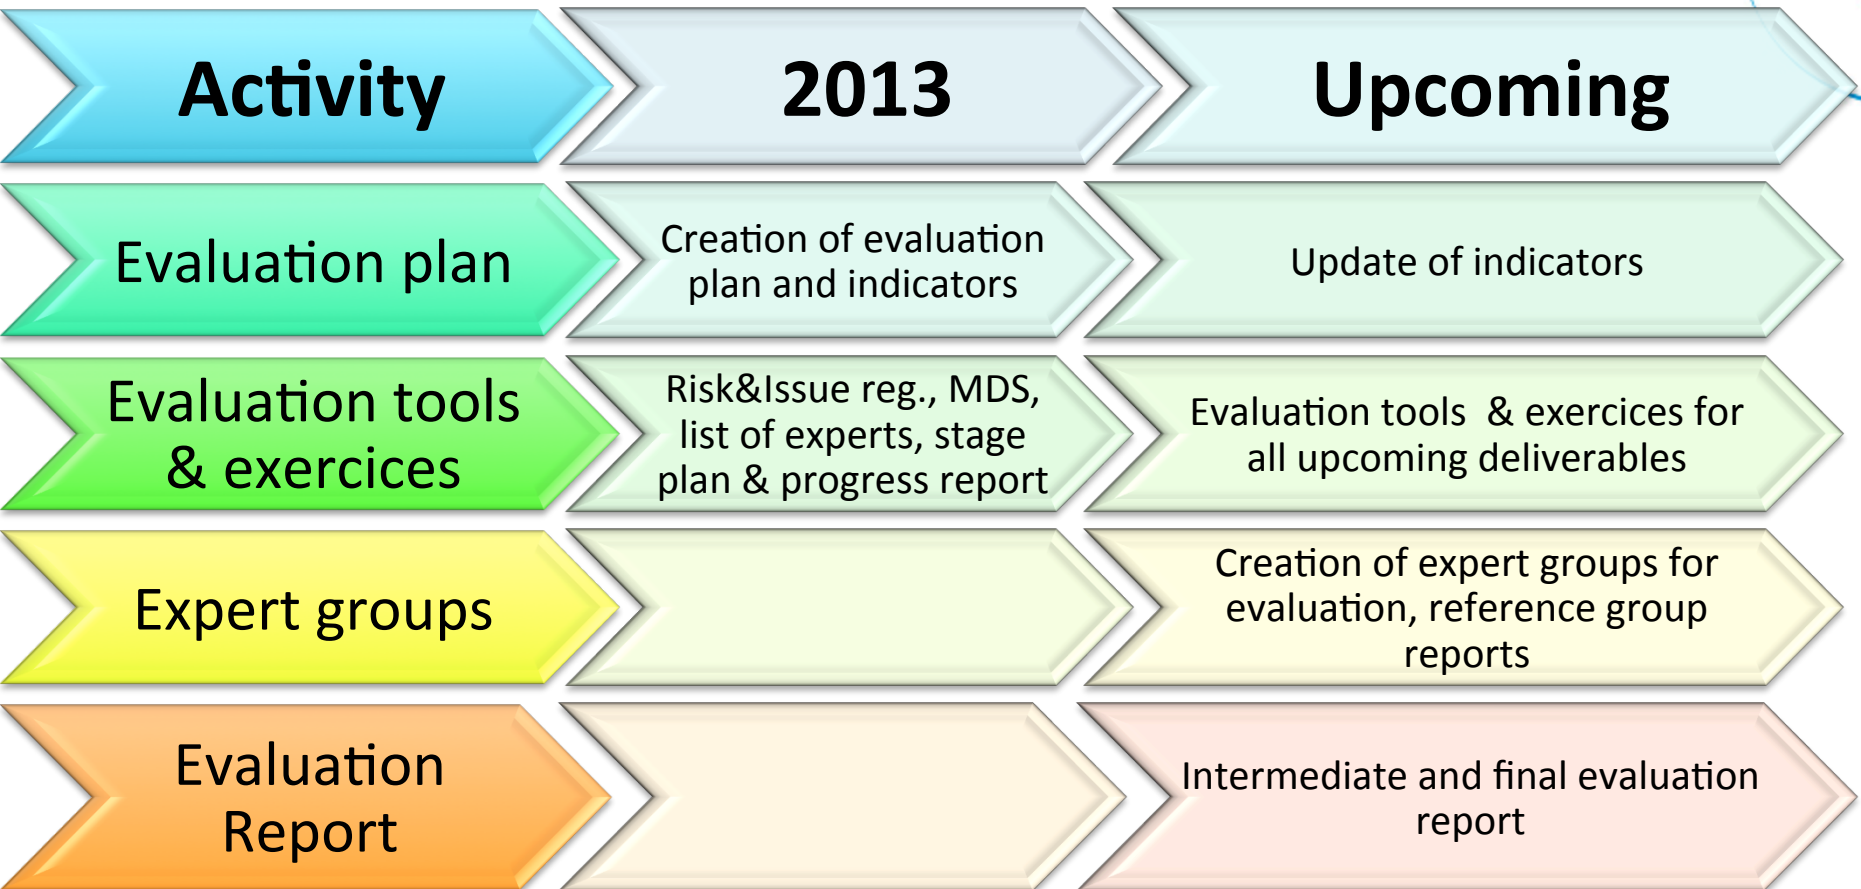 Activity
2013
Upcoming
Evaluation plan
Creation of evaluation
plan and indicators
Update of indicators
Evaluation tools
& exercices
Risk&Issue reg., MDS,
list of experts, stage
plan & progress report
Evaluation tools  & exercices for
all upcoming deliverables
Expert groups
Creation of expert groups for
evaluation, reference group
reports
Evaluation
Report
Intermediate and final evaluation
report